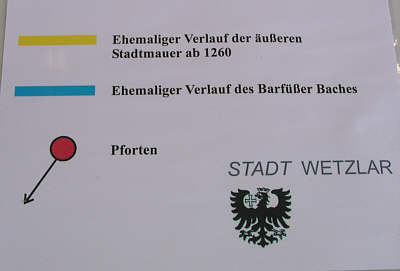 Ehemaliger Verlauf der äußeren
Stadtmauer ab 1260
Ehemaliger Verlauf des Barfüßer Baches
Pforten
STADT WETZLAR